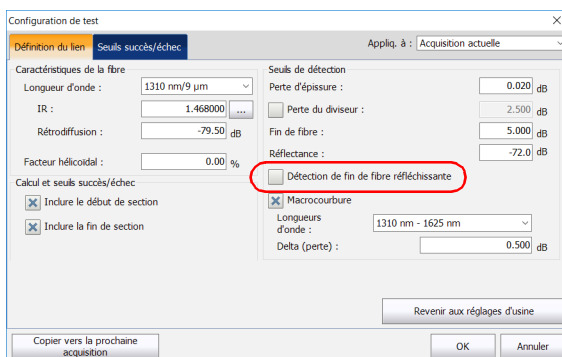 Configuration de test
Définition du lien
Seuils succès/échec
Appliq. à :
Acquisition actuelle
Caractéristiques de la fibre
Longueur d'onde :
1310 nm/9 µm
IR :
1.468000
...
Rétrodiffusion :
-79.50 dB
Facteur hélicoïdal :
0.00 %
Calcul et seuils succès/échec
Inclure le début de section
Inclure la fin de section
Seuils de détection
Perte d'épissure :
0.020 dB
Perte du diviseur :
2.500 dB
Fin de fibre :
5.000 dB
Réflectance :
-72.0 dB
Détection de fin de fibre réfléchissante
Macrocourbure
Longueurs
d'onde :
1310 nm - 1625 nm
Delta (perte) :
0.500 dB
Revenir aux réglages d'usine
Copier vers la prochaine
acquisition
OK
Annuler